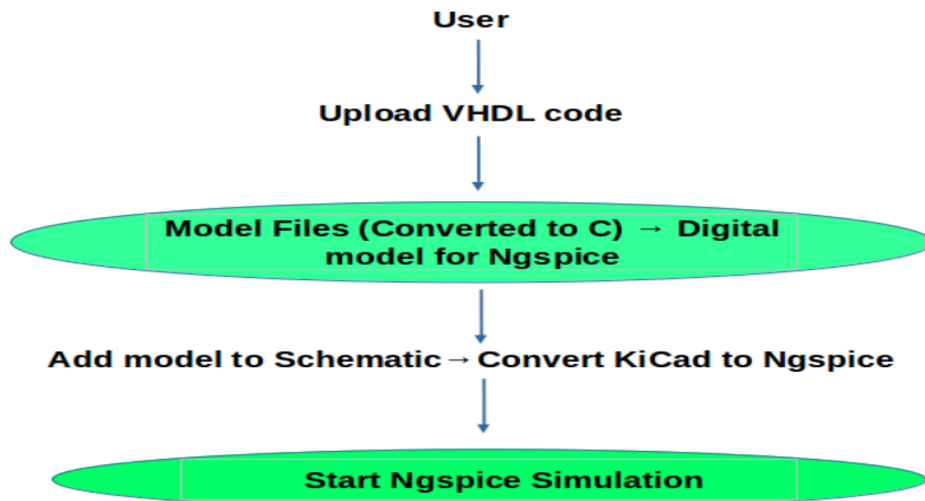 User
Upload VHDL code
Model Files (Converted to C) → Digital
model for Ngspice
Add model to Schematic→Convert KiCad to Ngspice
Start Ngspice Simulation